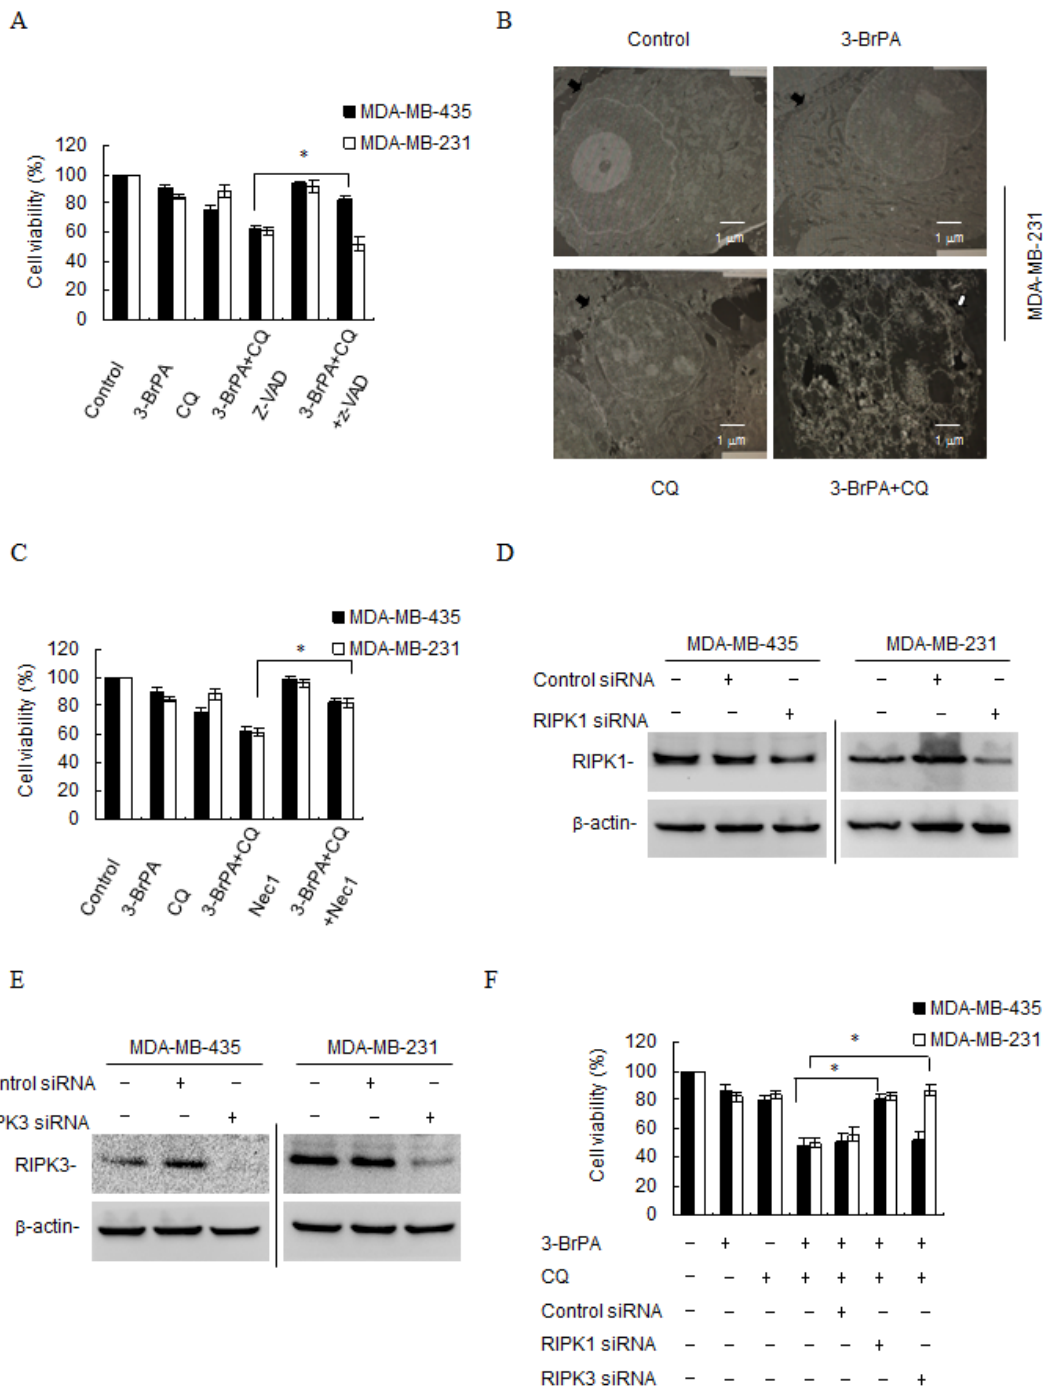 A
MDA-MB-435
MDA-MB-231
*
Cell viability (%)
120
100
80
60
40
20
0
Control
3-BrPA
CQ
3-BrPA+CQ
Z-VAD
3-BrPA+CQ
+z-VAD
B
Control
3-BrPA
1 µm
1 µm
1 µm
1 µm
CQ
3-BrPA+CQ
MDA-MB-231
C
MDA-MB-435
MDA-MB-231
*
Cell viability (%)
120
100
80
60
40
20
0
Control
3-BrPA
CQ
3-BrPA+CQ
Nec1
3-BrPA+CQ
+Nec1
D
MDA-MB-435 MDA-MB-231
Control siRNA – + – – + –
RIPK1 siRNA – – + – – +
RIPK1-
β-actin-
E
MDA-MB-435 MDA-MB-231
ntrol siRNA – + – – + –
PK3 siRNA – – + – – +
RIPK3-
β-actin-
F
MDA-MB-435
MDA-MB-231
*
*
Cell viability (%)
120
100
80
60
40
20
0
3-BrPA – + – + + + +
CQ – – + + + + +
Control siRNA – – – – + – –
RIPK1 siRNA – – – – – + –
RIPK3 siRNA – – – – – – +